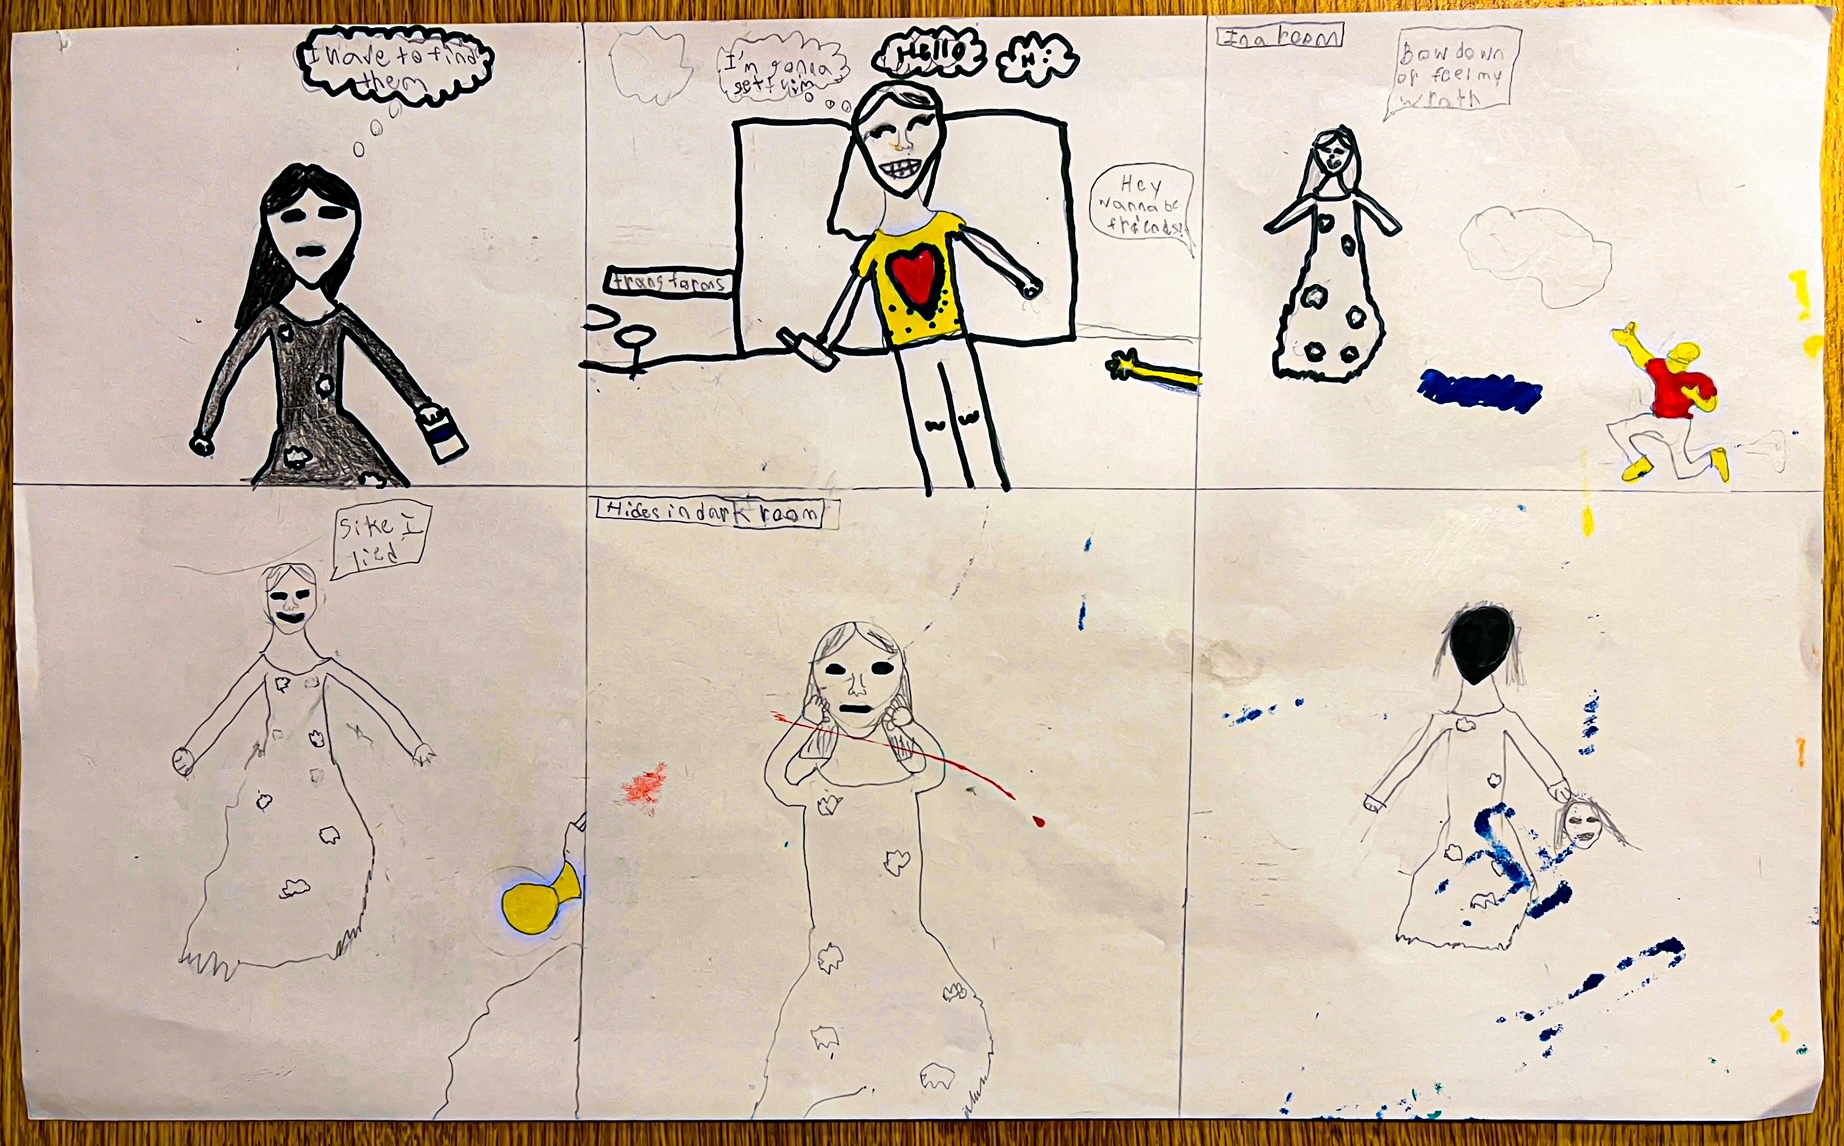 I have to find
them
I'm gonna
get him
Hello
Hi
Hey
wanna be
friends?
transforms
In a room
Bow down
or feel my
wrath
Sike I
lied
Hides in dark room